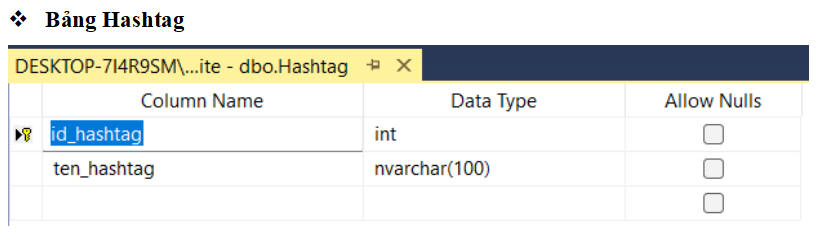 ❖ Bảng Hashtag
DESKTOP-7I4R9SM\...ite - dbo.Hashtag
Column Name Data Type Allow Nulls
id_hashtag int
ten_hashtag nvarchar(100)